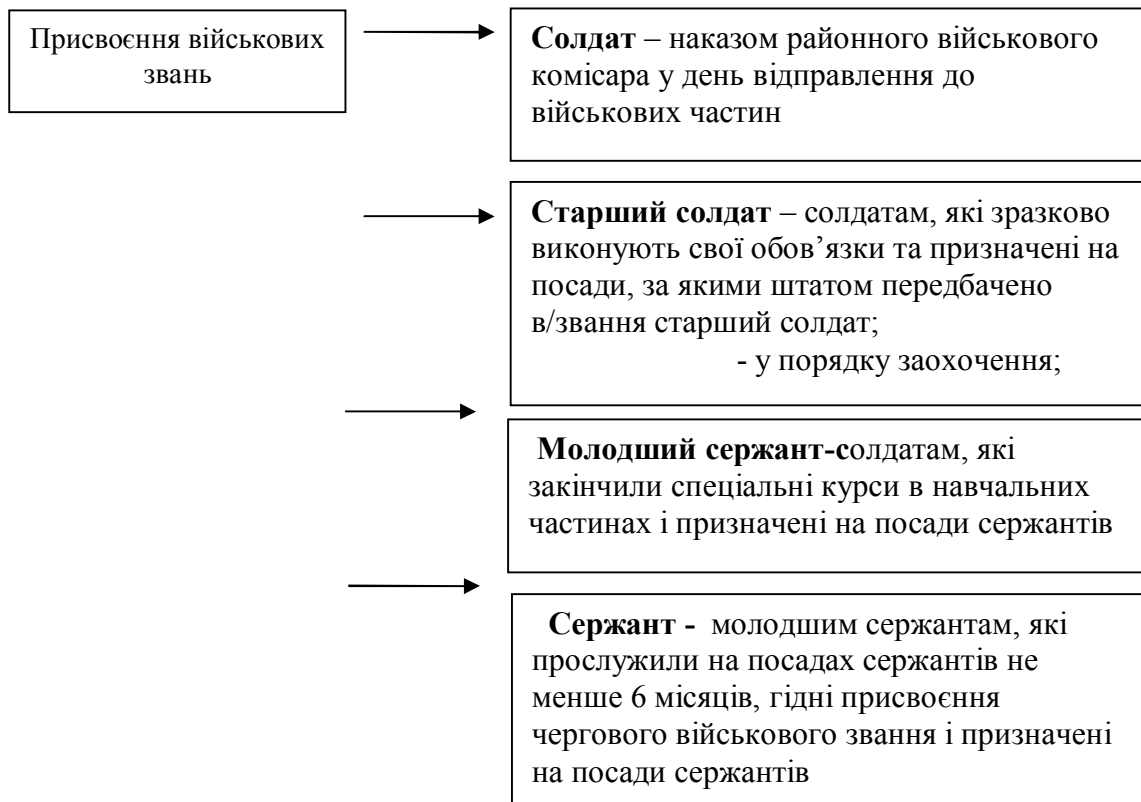 Присвоєння військових
звань
Солдат – наказом районного військового
комісара у день відправлення до
військових частин
Старший солдат – солдатам, які зразково
виконують свої обов’язки та призначені на
посади, за якими штатом передбачено
в/звання старший солдат;
- у порядку заохочення;
Молодший сержант-солдатам, які
закінчили спеціальні курси в навчальних
частинах і призначені на посади сержантів
Сержант - молодшим сержантам, які
прослужили на посадах сержантів не
менше 6 місяців, гідні присвоєння
чергового військового звання і призначені
на посади сержантів